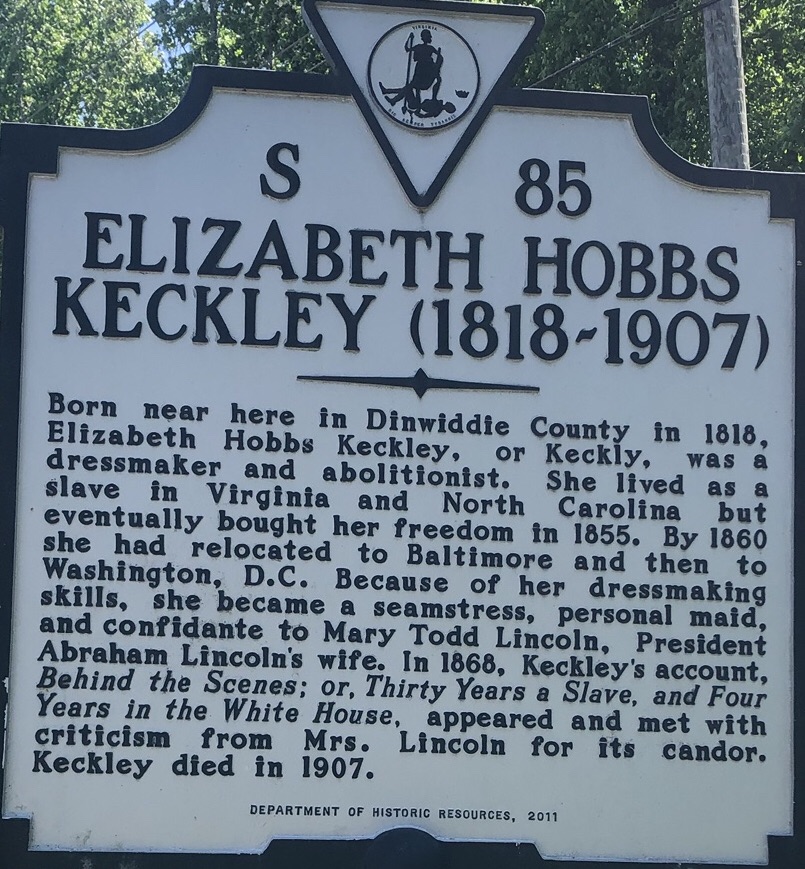 VIRGINIA
S 85
ELIZABETH HOBBS
KECKLEY (1818-1907)
Born near here in Dinwiddie County in 1818,
Elizabeth Hobbs Keckley, or Keckly, was a
dressmaker and abolitionist. She lived as a
slave in Virginia and North Carolina but
eventually bought her freedom in 1855. By 1860
she had relocated to Baltimore and then to
Washington, D.C. Because of her dressmaking
skills, she became a seamstress, personal maid,
and confidante to Mary Todd Lincoln, President
Abraham Lincoln's wife. In 1868, Keckley's account,
Behind the Scenes; or, Thirty Years a Slave, and Four
Years in the White House, appeared and met with
criticism from Mrs. Lincoln for its candor.
Keckley died in 1907.
DEPARTMENT OF HISTORIC RESOURCES, 2011